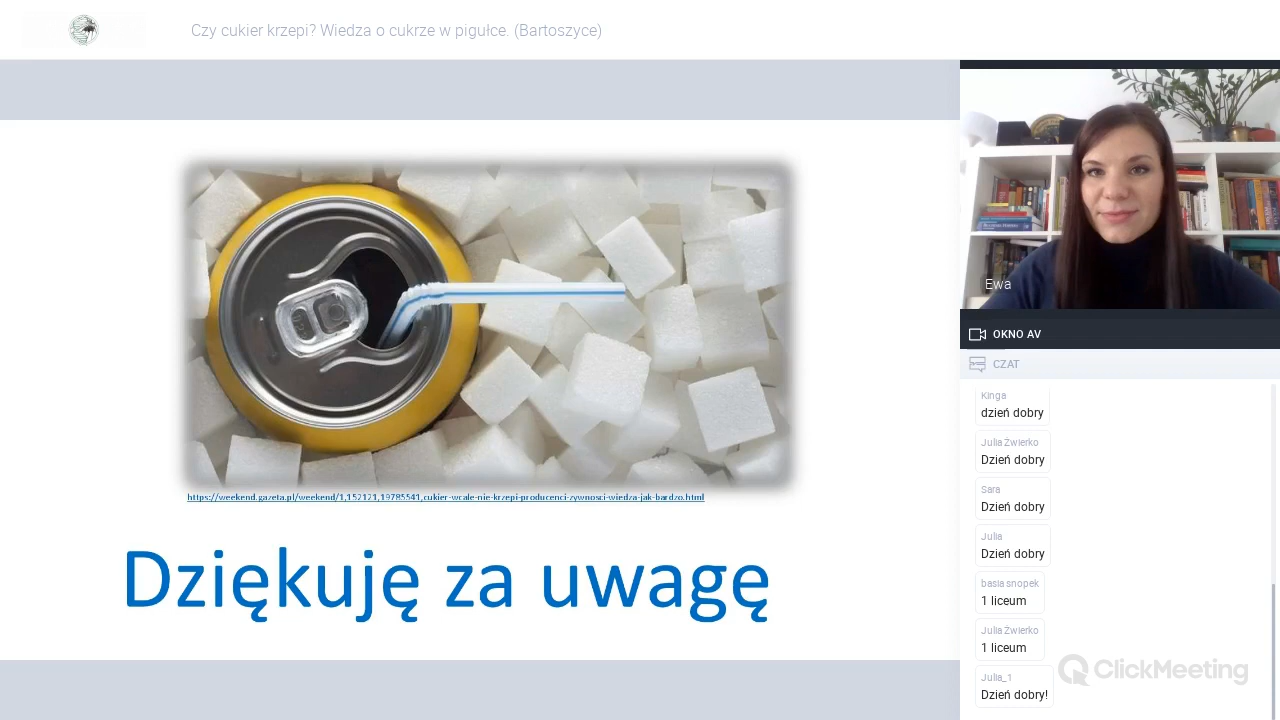 Czy cukier krzepi? Wiedza o cukrze w pigułce. (Bartoszyce)
https://weekend.gazeta.pl/weekend/1,152121,19785541,cukier-wcale-nie-krzepi-producenci-zywnosci-wiedza-jak-bardzo.html
Dziękuję za uwagę
Ewa
OKNO AV
CZAT
Kinga
dzień dobry
Julia Żwierko
Dzień dobry
Sara
Dzień dobry
Julia
Dzień dobry
basia snopek
1 liceum
Julia Żwierko
1 liceum
Julia_1
Dzień dobry!
ClickMeeting